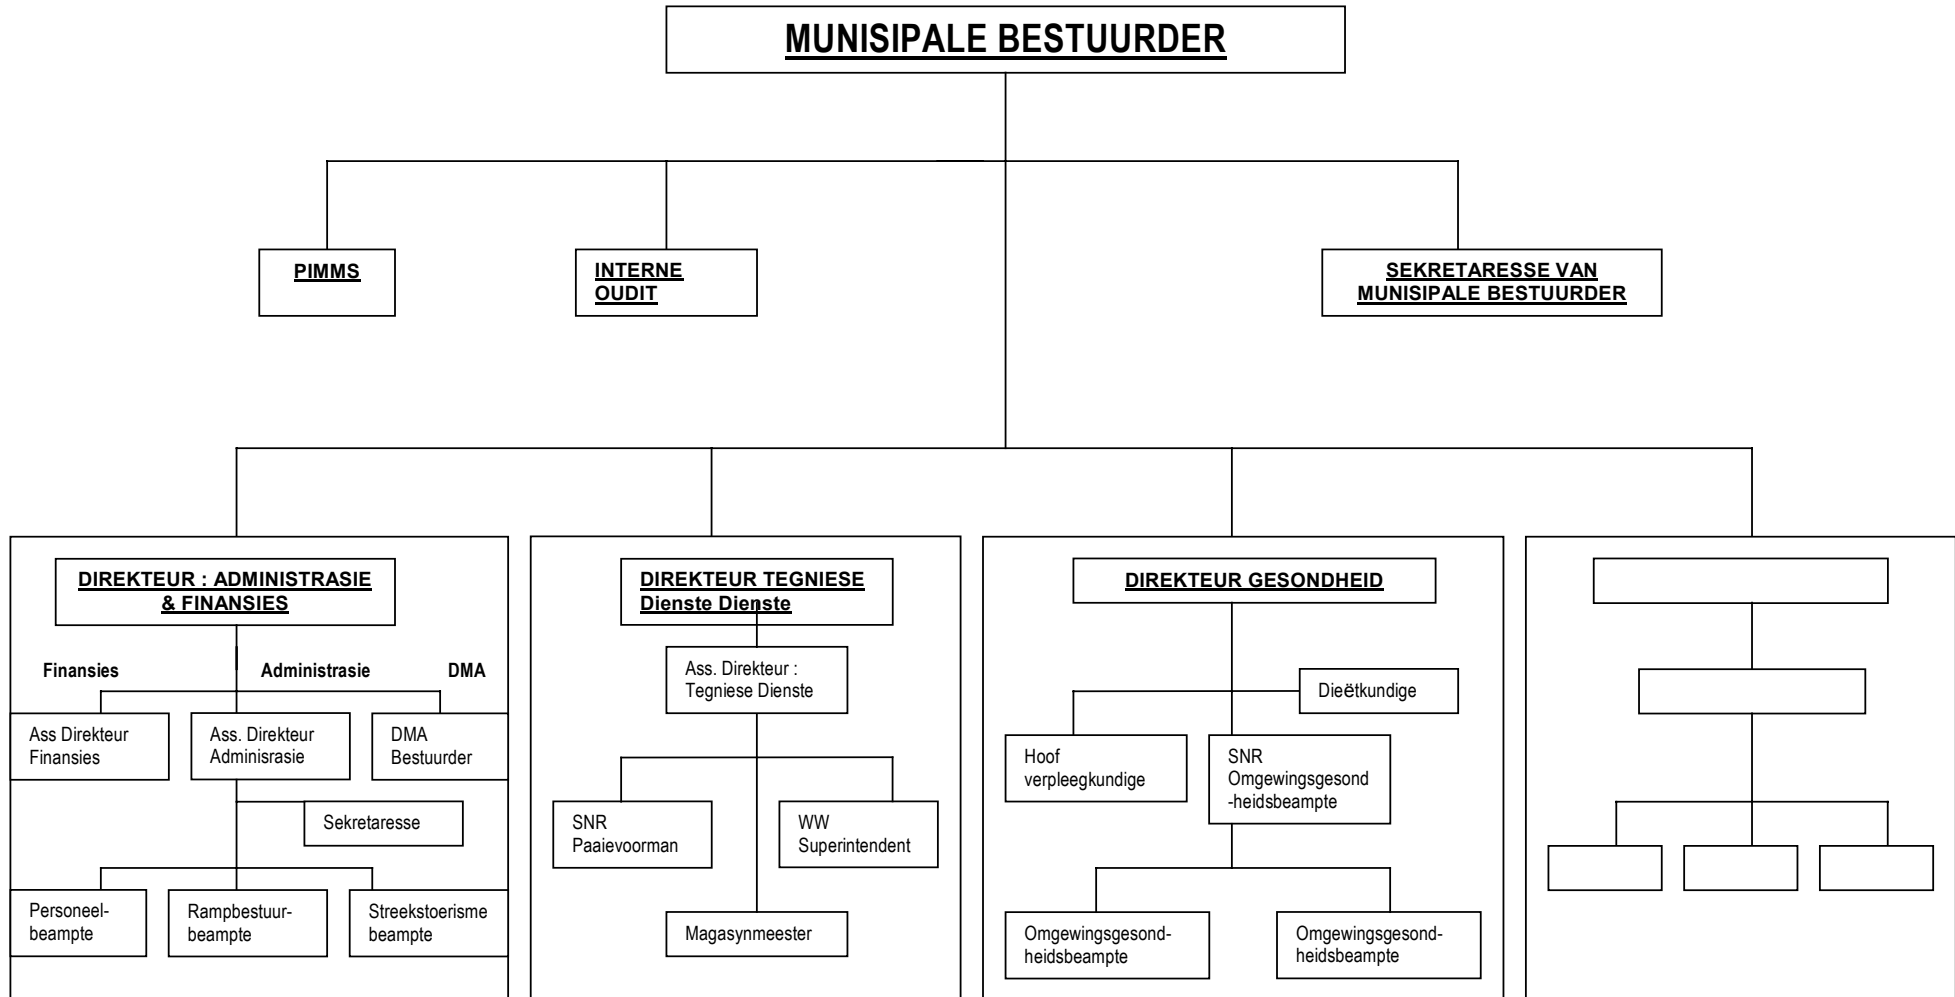 MUNISIPALE BESTUURDER
PIMMS
INTERNE
OUDIT
SEKRETARESSE VAN
MUNISIPALE BESTUURDER
DIREKTEUR : ADMINISTRASIE
& FINANSIES
Finansies
Administrasie
DMA
Ass Direkteur
Finansies
Ass. Direkteur
Adminisrasie
DMA
Bestuurder
Sekretaresse
Personeel-
beampte
Rampbestuur-
beampte
Streekstoerisme
beampte
DIREKTEUR TEGNIESE
Dienste Dienste
Ass. Direkteur :
Tegniese Dienste
SNR
Paaievoorman
WW
Superintendent
Magasynmeester
DIREKTEUR GESONDHEID
Dieëtkundige
Hoof
verpleegkundige
SNR
Omgewingsgesond
-heidsbeampte
Omgewingsgesond-
heidsbeampte
Omgewingsgesond-
heidsbeampte